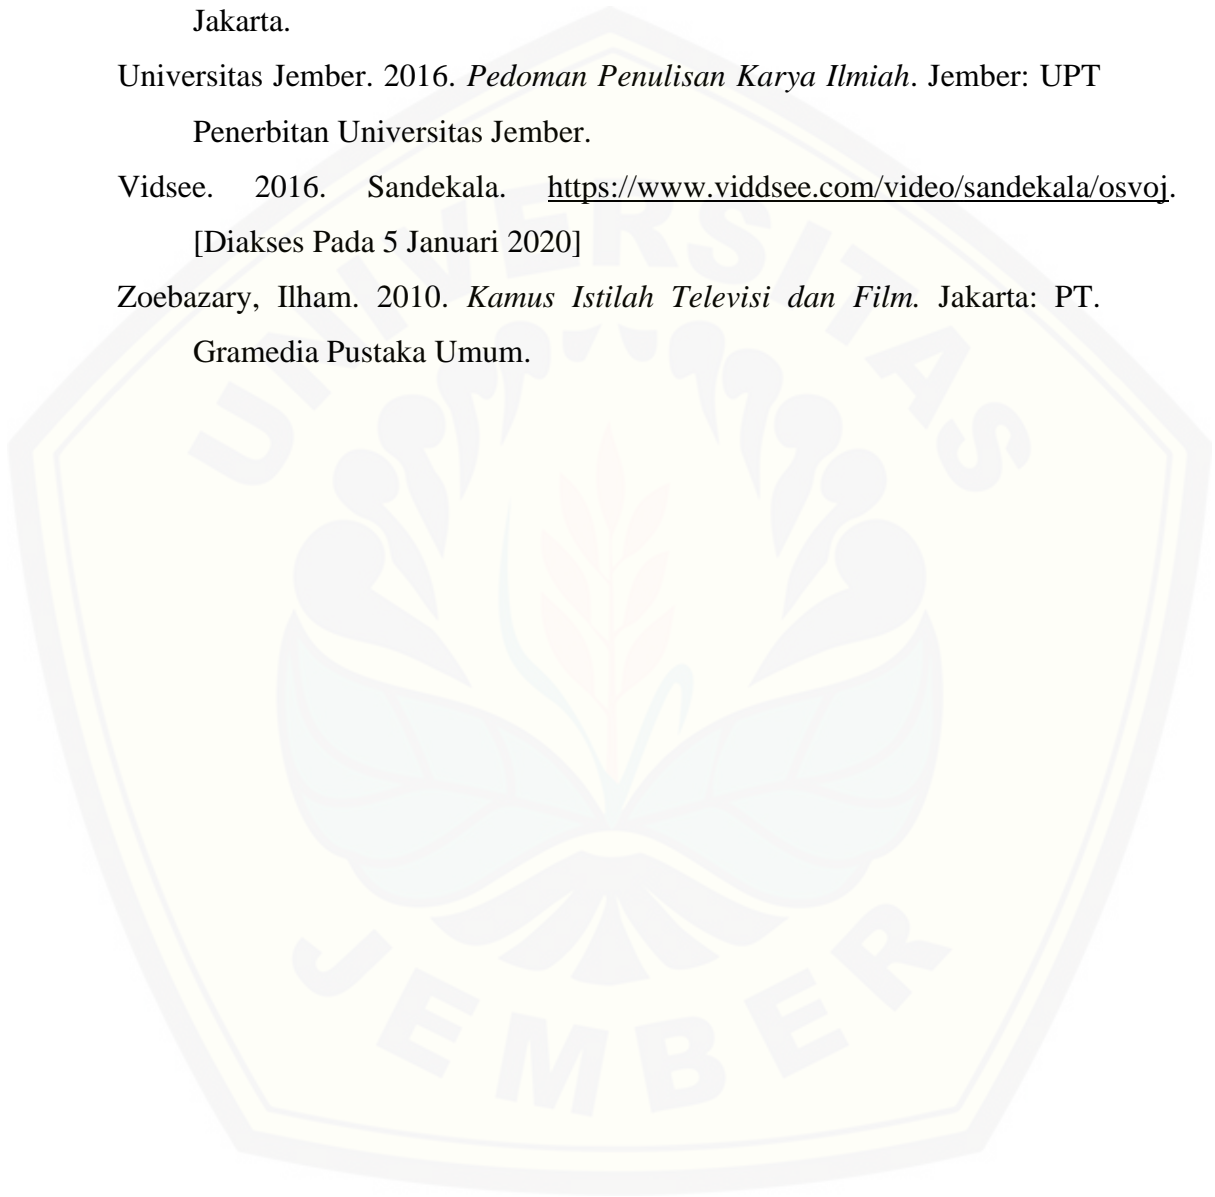 Jakarta.
Universitas Jember. 2016. Pedoman Penulisan Karya Ilmiah. Jember: UPT
Penerbitan Universitas Jember.
Vidsee. 2016. Sandekala. https://www.viddsee.com/video/sandekala/osvoj.
[Diakses Pada 5 Januari 2020]
Zoebazary, Ilham. 2010. Kamus Istilah Televisi dan Film. Jakarta: PT.
Gramedia Pustaka Umum.
UNIVERSITAS
JEMBER